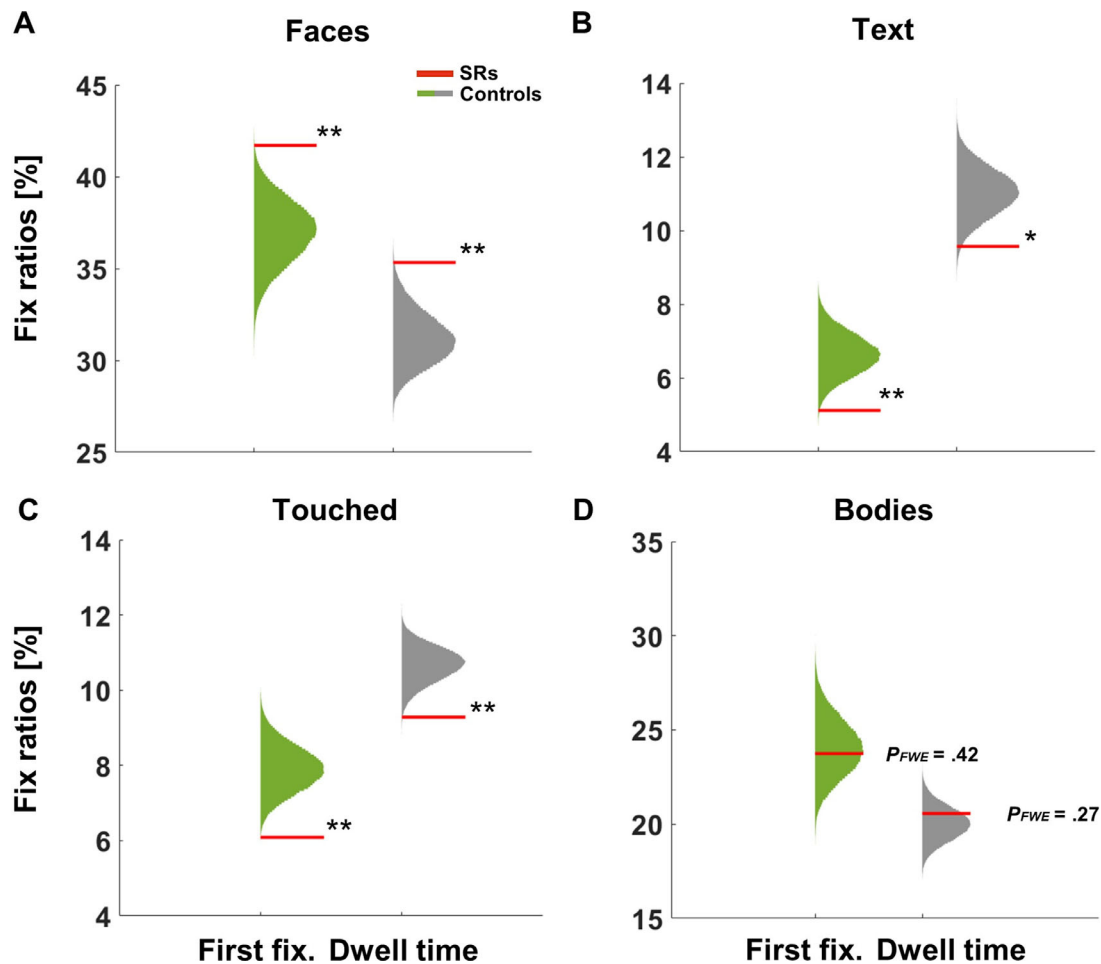 A
Faces
SRs
Controls
45
40
35
30
25
Fix ratios [%]
**
**
B
Text
14
12
10
8
6
4
**
*
C
Touched
14
12
10
8
6
4
Fix ratios [%]
**
**
First fix. Dwell time
D
Bodies
35
30
25
20
15
PFWE = .42
PFWE = .27
First fix. Dwell time